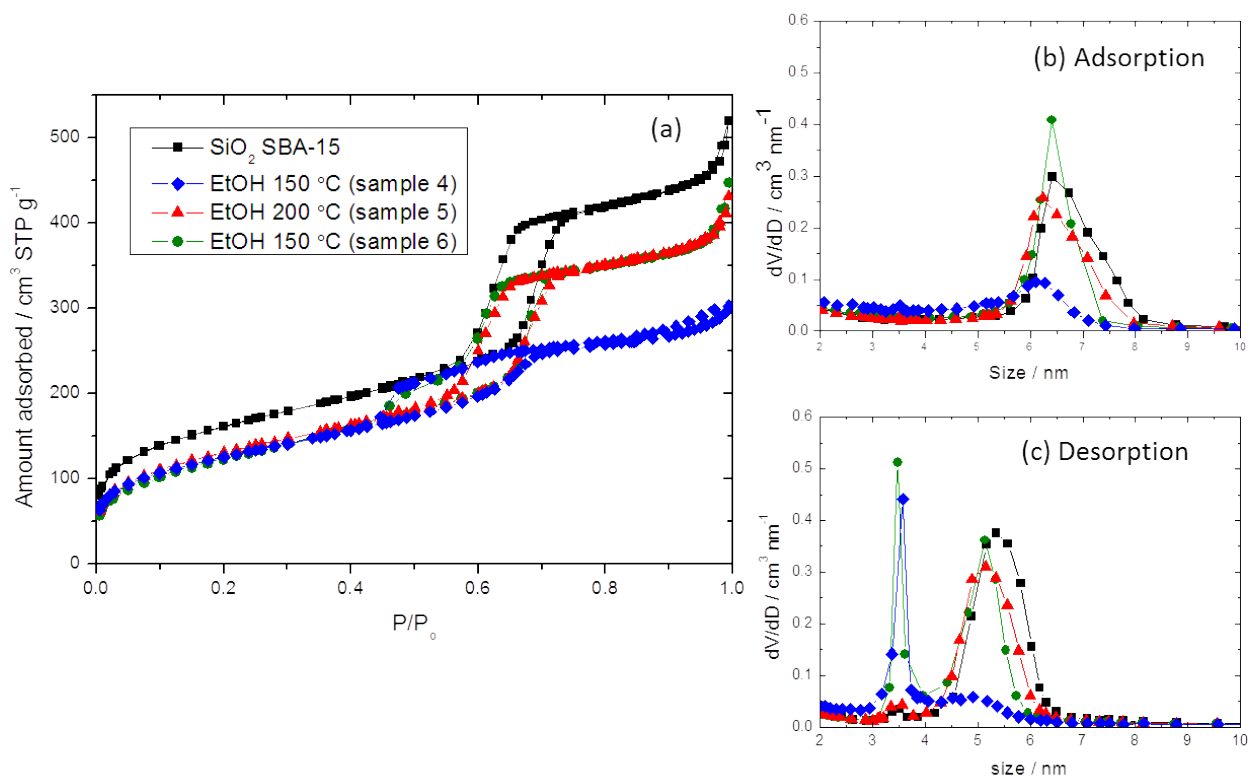 (a)
SiO₂ SBA-15
EtOH 150 °C (sample 4)
EtOH 200 °C (sample 5)
EtOH 150 °C (sample 6)
Amount adsorbed / cm³ STP g⁻¹
500
400
300
200
100
0
0.0 0.2 0.4 0.6 0.8 1.0
P/P₀
(b) Adsorption
dV/dD / cm³ nm⁻¹
0.6
0.5
0.4
0.3
0.2
0.1
0.0
2 3 4 5 6 7 8 9 10
Size / nm
(c) Desorption
dV/dD / cm³ nm⁻¹
0.6
0.5
0.4
0.3
0.2
0.1
0.0
2 3 4 5 6 7 8 9 10
size / nm